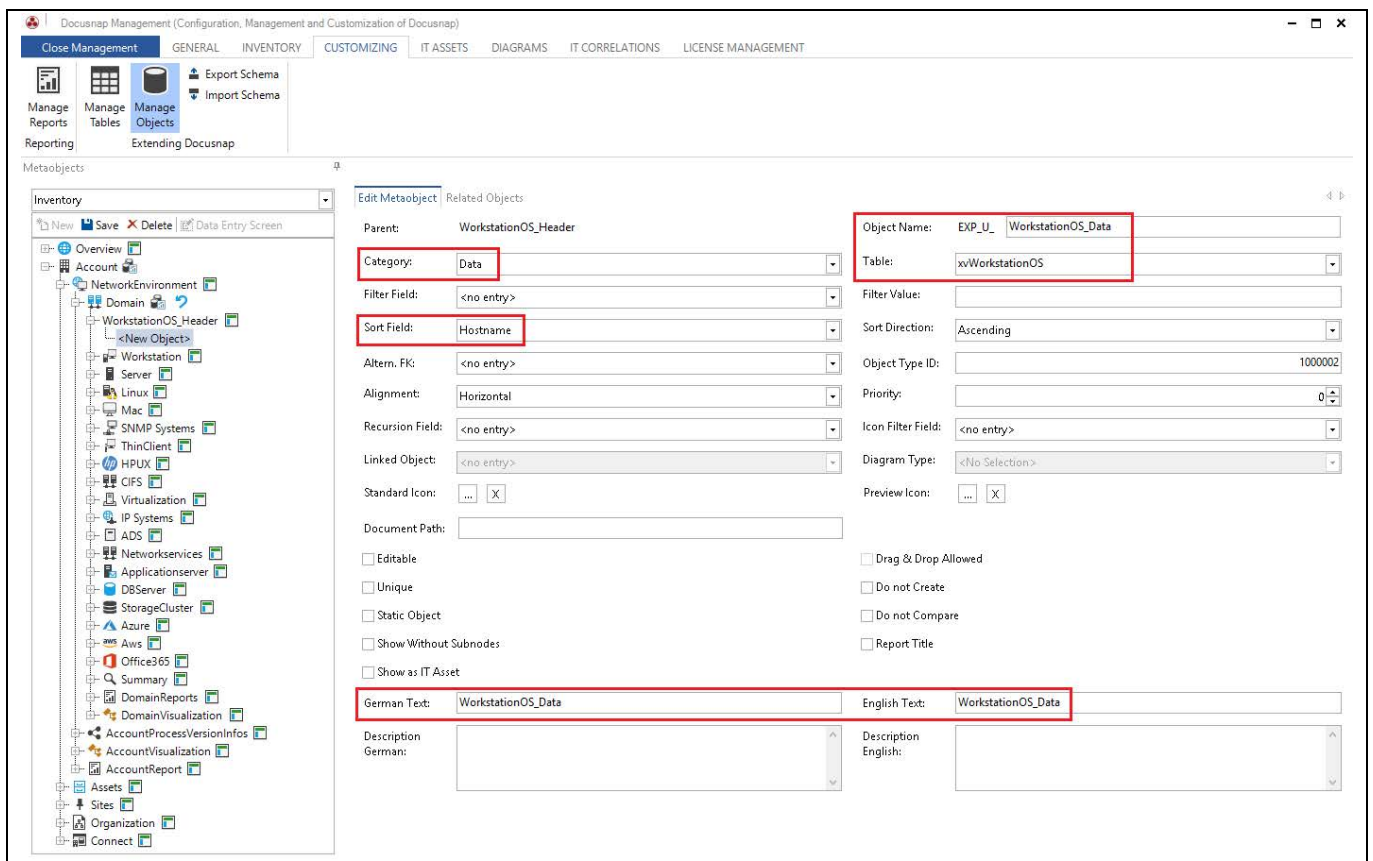 Docusnap Management (Configuration, Management and Customization of Docusnap)
Close Management GENERAL INVENTORY CUSTOMIZING IT ASSETS DIAGRAMS IT CORRELATIONS LICENSE MANAGEMENT
Manage Reports
Manage Tables
Manage Objects
Export Schema
Import Schema
Reporting Extending Docusnap
Metaobjects
Inventory
New Save Delete Data Entry Screen
Overview
Account
NetworkEnvironment
Domain
WorkstationOS_Header
<New Object>
Workstation
Server
Linux
Mac
SNMP Systems
ThinClient
HPUX
CIFS
Virtualization
IP Systems
ADS
Networkservices
Applicationserver
DBServer
StorageCluster
Azure
aws Aws
Office365
Summary
DomainReports
DomainVisualization
AccountProcessVersionInfos
AccountVisualization
AccountReport
Assets
Sites
Organization
Connect
Edit Metaobject Related Objects
Parent: WorkstationOS_Header Object Name: EXP_U_ WorkstationOS_Data
Category: Data Table: xvWorkstationOS
Filter Field: <no entry> Filter Value:
Sort Field: Hostname Sort Direction: Ascending
Altern. FK: <no entry> Object Type ID: 1000002
Alignment: Horizontal Priority: 0
Recursion Field: <no entry> Icon Filter Field: <no entry>
Linked Object: <no entry> Diagram Type: <No Selection>
Standard Icon: ... X Preview Icon: ... X
Document Path:
Editable Drag & Drop Allowed
Unique Do not Create
Static Object Do not Compare
Show Without Subnodes Report Title
Show as IT Asset
German Text: WorkstationOS_Data English Text: WorkstationOS_Data
Description German:
Description English: